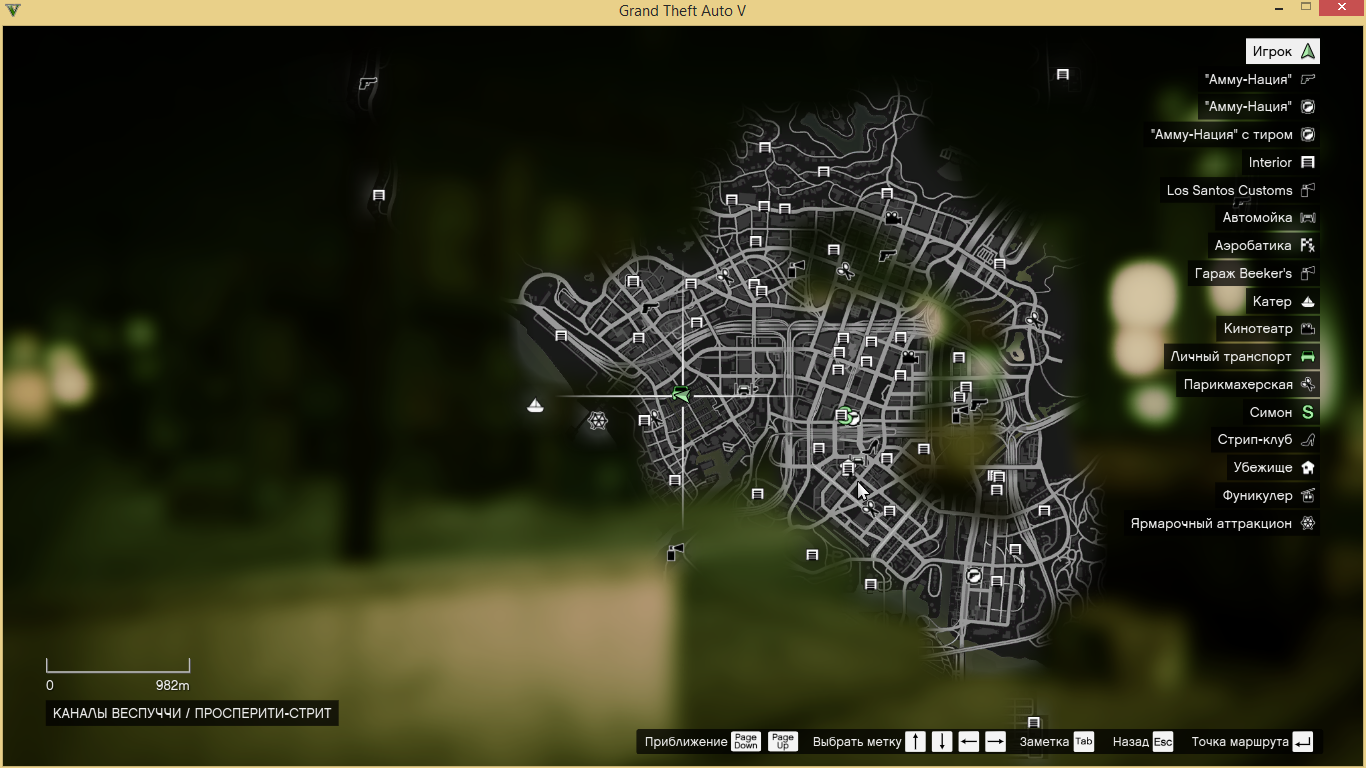 Grand Theft Auto V
Игрок
"Амму-Нация"
"Амму-Нация"
"Амму-Нация" с тиром
Interior
Los Santos Customs
Автомойка
Аэробатика
Гараж Beeker's
Катер
Кинотеатр
Личный транспорт
Парикмахерская
Симон S
Стрип-клуб
Убежище
Фуникулер
Ярмарочный аттракцион
S
0 982m
КАНАЛЫ ВЕСПУЧЧИ / ПРОСПЕРИТИ-СТРИТ
Приближение Page Down Page Up Выбрать метку Заметка Tab Назад Esc Точка маршрута